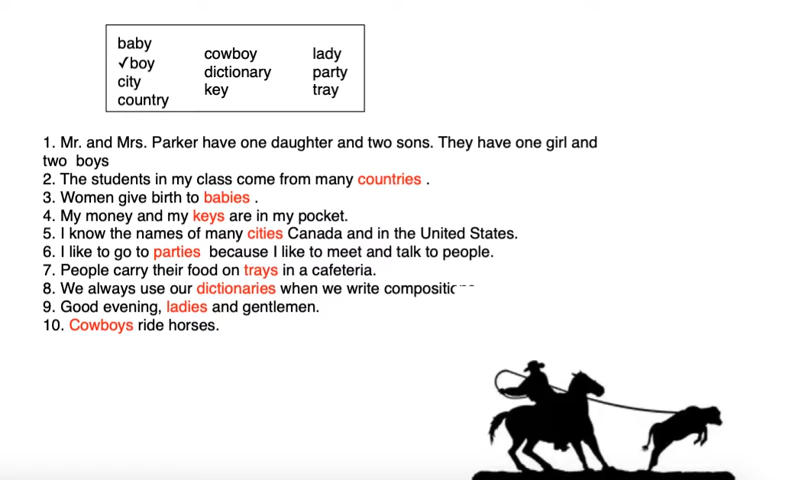 baby
✓boy
city
country
cowboy
dictionary
key
lady
party
tray
1. Mr. and Mrs. Parker have one daughter and two sons. They have one girl and
two boys
2. The students in my class come from many countries .
3. Women give birth to babies .
4. My money and my keys are in my pocket.
5. I know the names of many cities Canada and in the United States.
6. I like to go to parties because I like to meet and talk to people.
7. People carry their food on trays in a cafeteria.
8. We always use our dictionaries when we write
9. Good evening, ladies and gentlemen.
10. Cowboys ride horses.